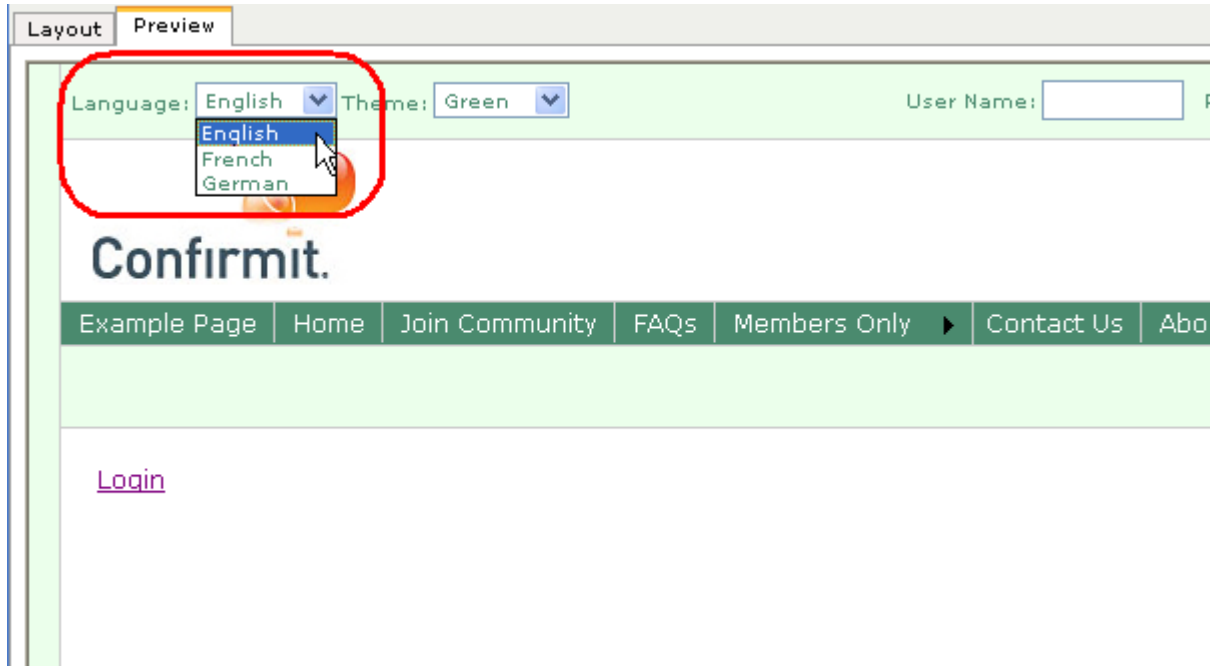 Layout Preview
Language: English Theme: Green User Name:
English
French
German
Confirmit.
Example Page Home Join Community FAQs Members Only Contact Us Abo
Login